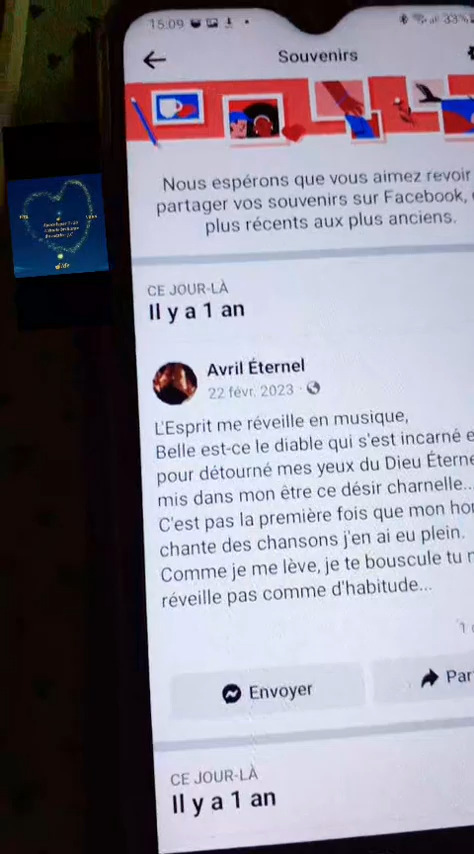 15:09
33%
Souvenirs
Nous espérons que vous aimez revoir
partager vos souvenirs sur Facebook,
plus récents aux plus anciens.
CE JOUR-LÀ
Il y a 1 an
Avril Éternel
22 févr. 2023
L'Esprit me réveille en musique,
Belle est-ce le diable qui s'est incarné e
pour détourné mes yeux du Dieu Éterne
mis dans mon être ce désir charnelle...
C'est pas la première fois que mon hor
chante des chansons j'en ai eu plein.
Comme je me lève, je te bouscule tu n
réveille pas comme d'habitude...
Envoyer
Par
CE JOUR-LÀ
Il y a 1 an